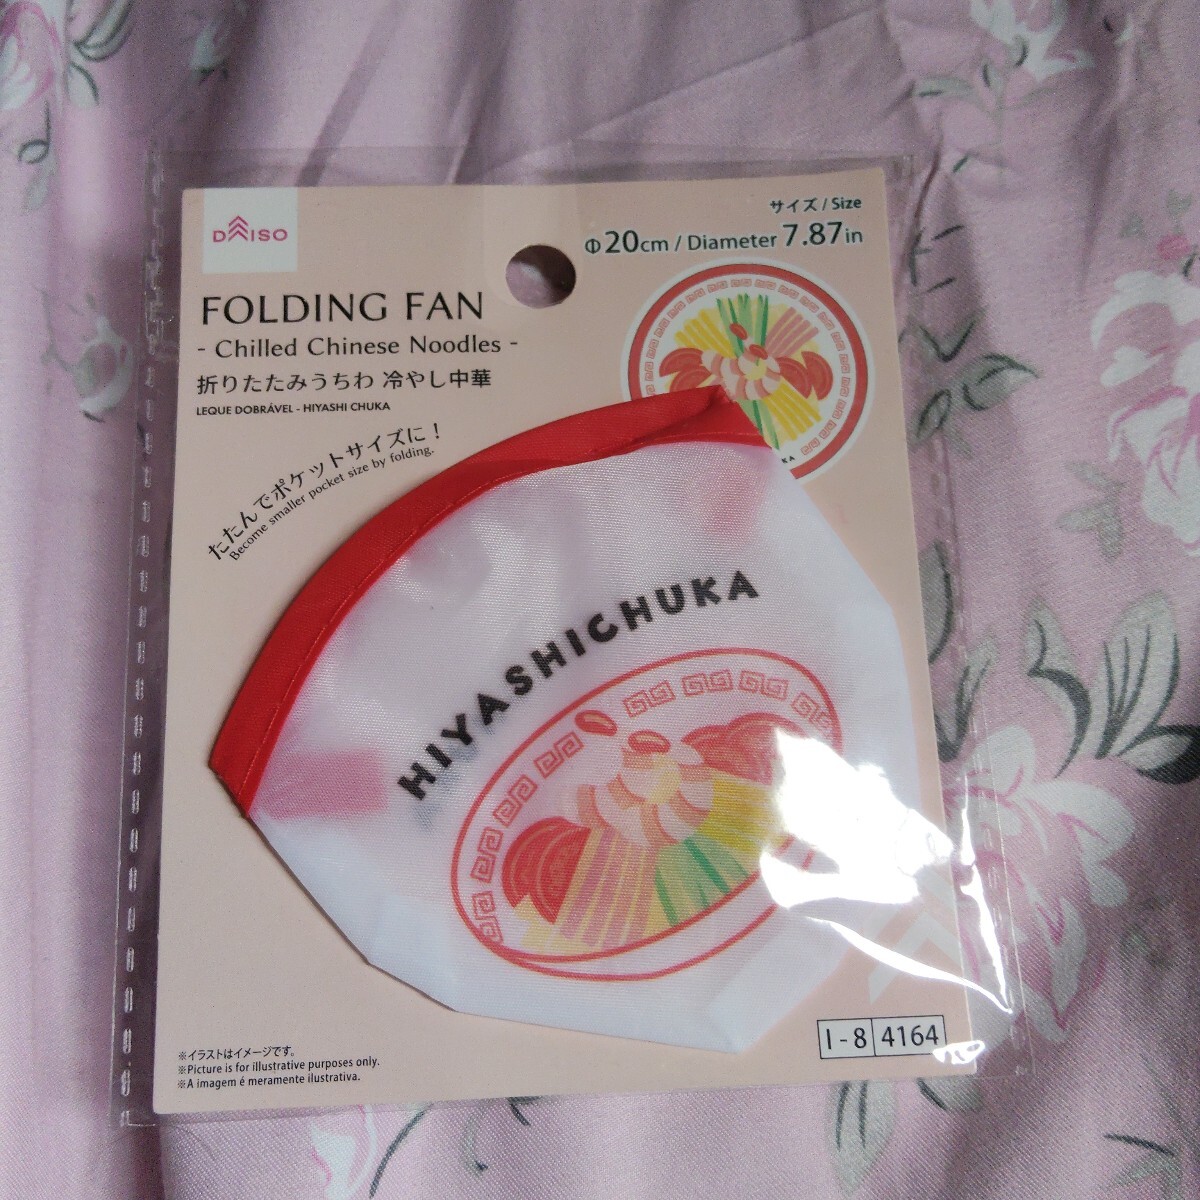 DAISO
サイズ/Size
Φ20cm / Diameter 7.87in
FOLDING FAN
- Chilled Chinese Noodles -
折りたたみうちわ 冷やし中華
LEQUE DOBRÁVEL - HIYASHI CHUKA
たたんでポケットサイズに！
Become smaller pocket size by folding.
KA
HIYASHICHUKA
I-8 4164
※イラストはイメージです。
※Picture is for illustrative purposes only.
※A imagem é meramente ilustrativa.